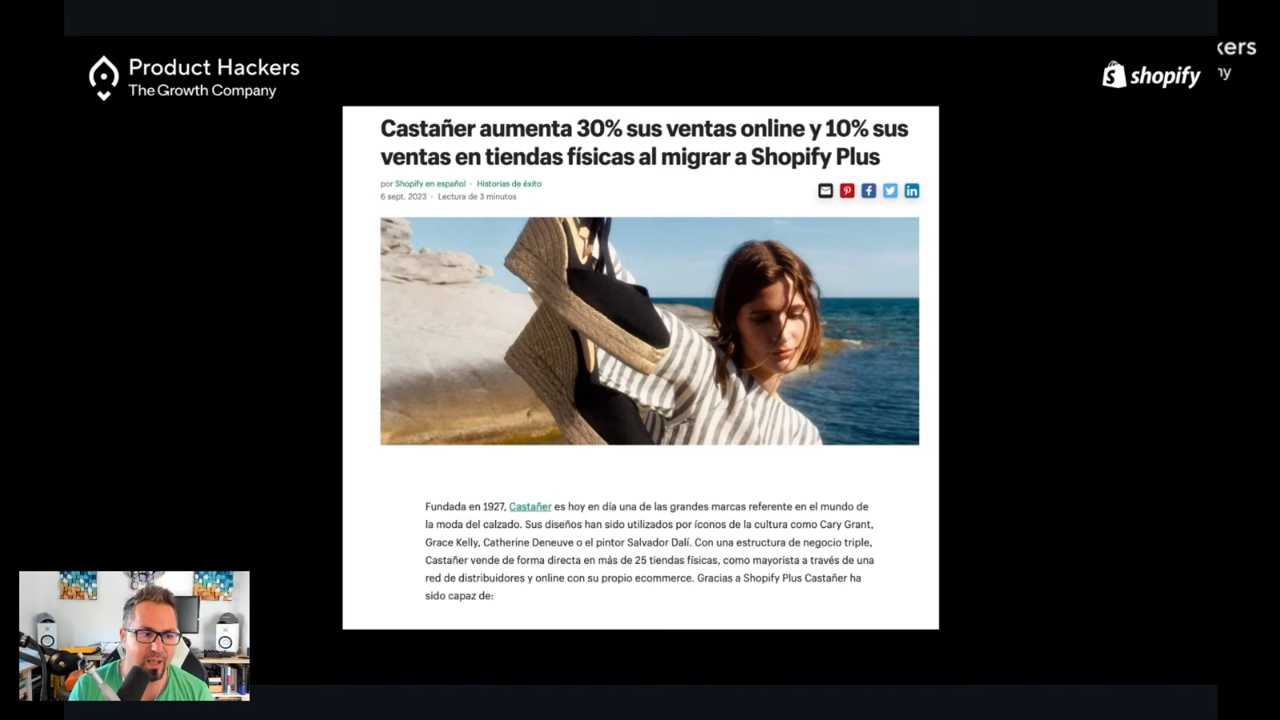 Product Hackers
The Growth Company
shopify
kers
ny
Castañer aumenta 30% sus ventas online y 10% sus
ventas en tiendas físicas al migrar a Shopify Plus
por Shopify en español · Historias de éxito
6 sept. 2023 · Lectura de 3 minutos
Fundada en 1927, Castañer es hoy en día una de las grandes marcas referente en el mundo de
la moda del calzado. Sus diseños han sido utilizados por íconos de la cultura como Cary Grant,
Grace Kelly, Catherine Deneuve o el pintor Salvador Dalí. Con una estructura de negocio triple,
Castañer vende de forma directa en más de 25 tiendas físicas, como mayorista a través de una
red de distribuidores y online con su propio ecommerce. Gracias a Shopify Plus Castañer ha
sido capaz de: